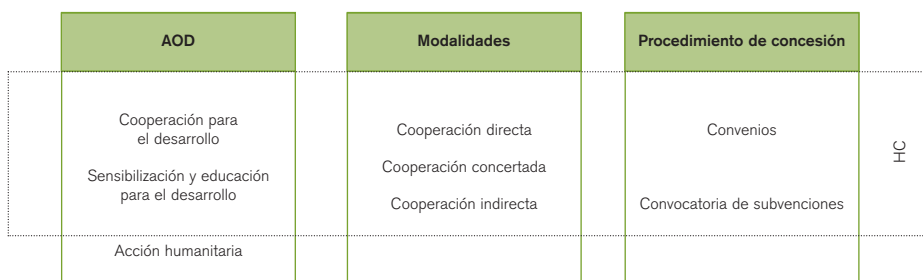 AOD
Modalidades
Procedimiento de concesión
Cooperación para
el desarrollo
Sensibilización y educación
para el desarrollo
Acción humanitaria
Cooperación directa
Cooperación concertada
Cooperación indirecta
Convenios
Convocatoria de subvenciones
HC